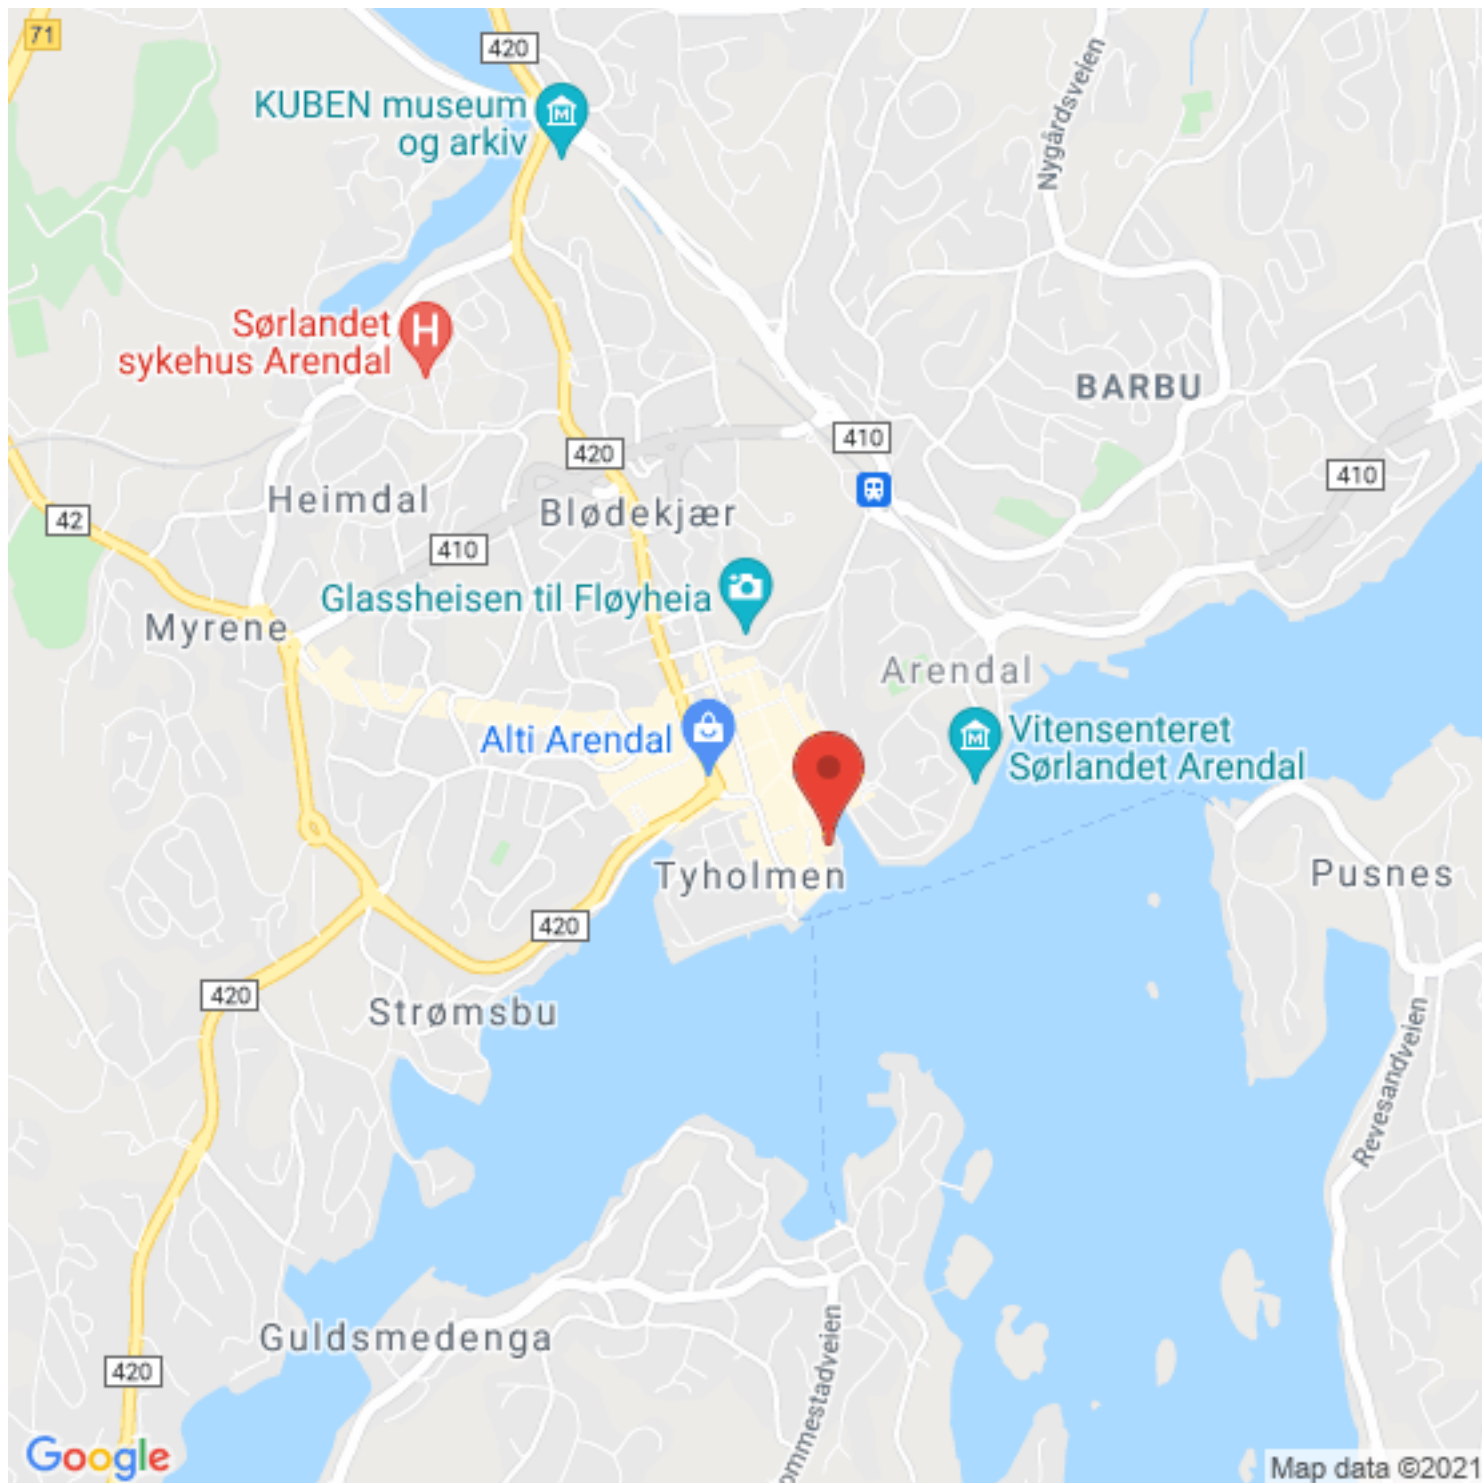 71
420
KUBEN museum
og arkiv
Nygårdsveien
Sørlandet
sykehus Arendal
H
BARBU
410
420
410
Heimdal
42
Blødekjær
410
Glassheisen til Fløyheia
Myrene
Arendal
Alti Arendal
Vitensenteret
Sørlandet Arendal
Tyholmen
Pusnes
420
420
Strømsbu
Revesandveien
Guldsmedenga
ommestadveien
420
Google
Map data ©2021